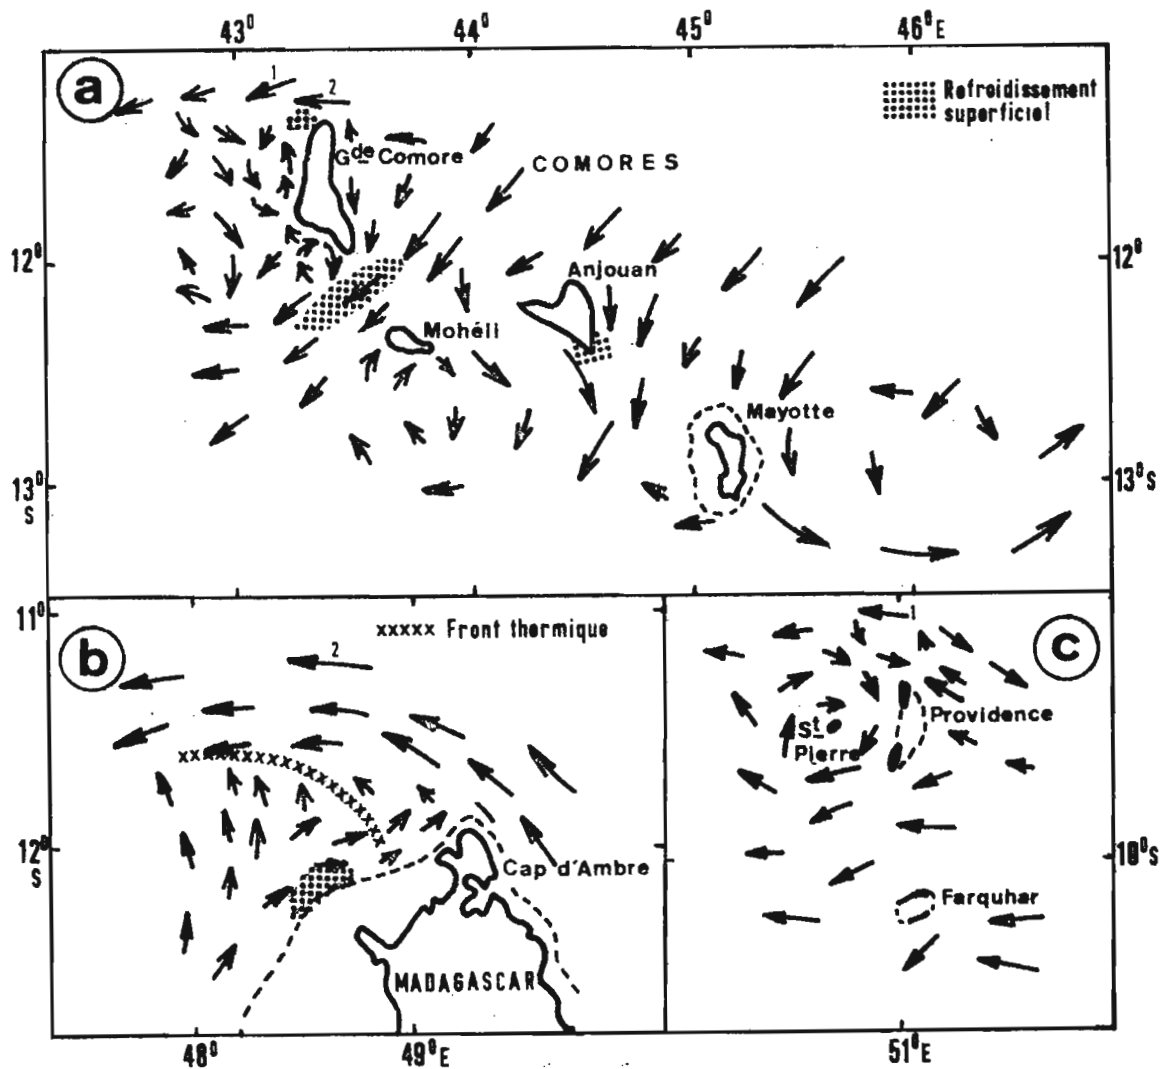 43⁰ 44⁰ 45⁰ 46⁰E
a
1
2
Refroidissement
superficiel
Gde Comore
COMORES
12⁰
12⁰
Anjouan
Mohéli
Mayotte
13⁰
S
13⁰S
11⁰
b
xxxxx Front thermique
2
1
c
Providence
St
Pierre
12⁰
S
Cap d'Ambre
10⁰S
Farquhar
MADAGASCAR
48⁰ 49⁰E 51⁰E